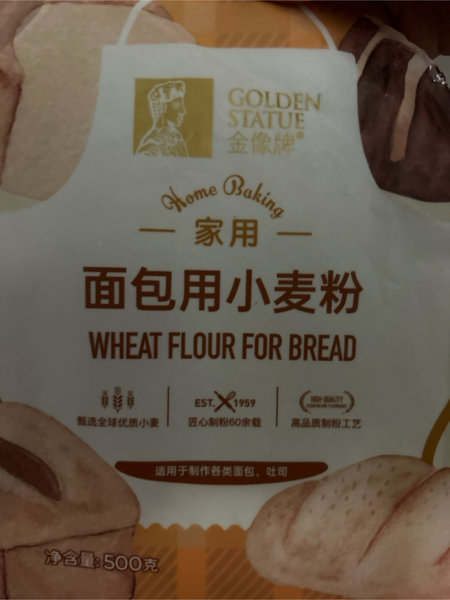 GOLDEN
STATUE
金像牌®
Home Baking
家用
面包用小麦粉
WHEAT FLOUR FOR BREAD
甄选全球优质小麦
EST. 1959
匠心制粉60余载
HIGH-QUALITY
高品质制粉工艺
适用于制作各类面包、吐司
净含量: 500克